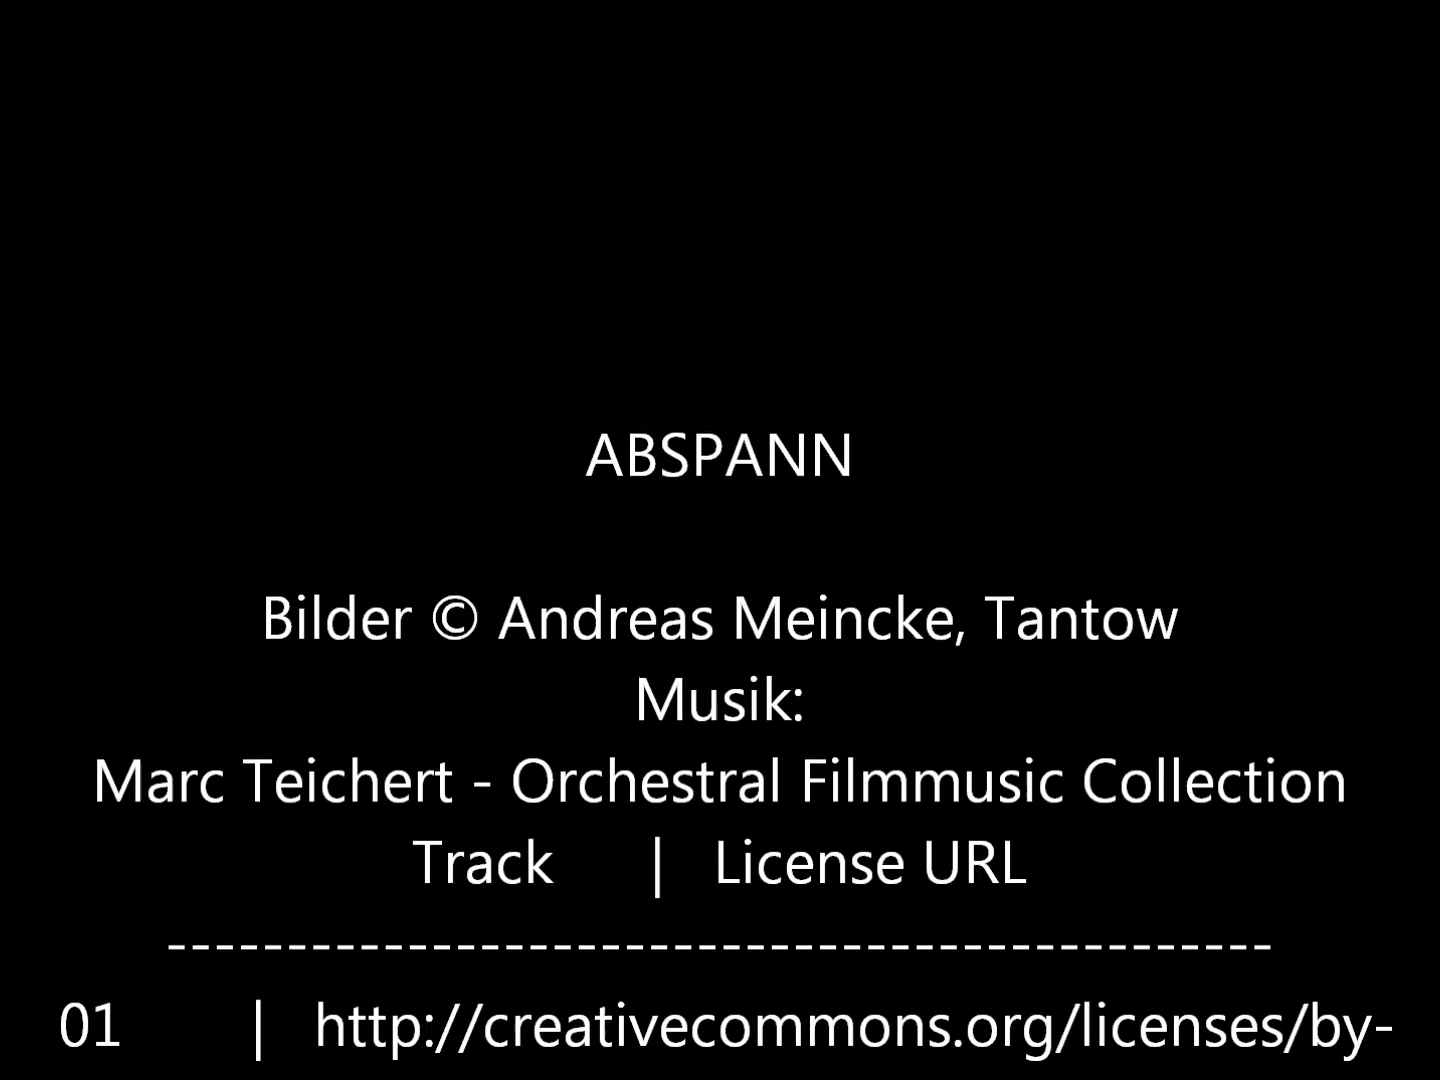 ABSPANN
Bilder © Andreas Meincke, Tantow
Musik:
Marc Teichert - Orchestral Filmmusic Collection
Track | License URL
----------------------------------------------
01 | http://creativecommons.org/licenses/by-